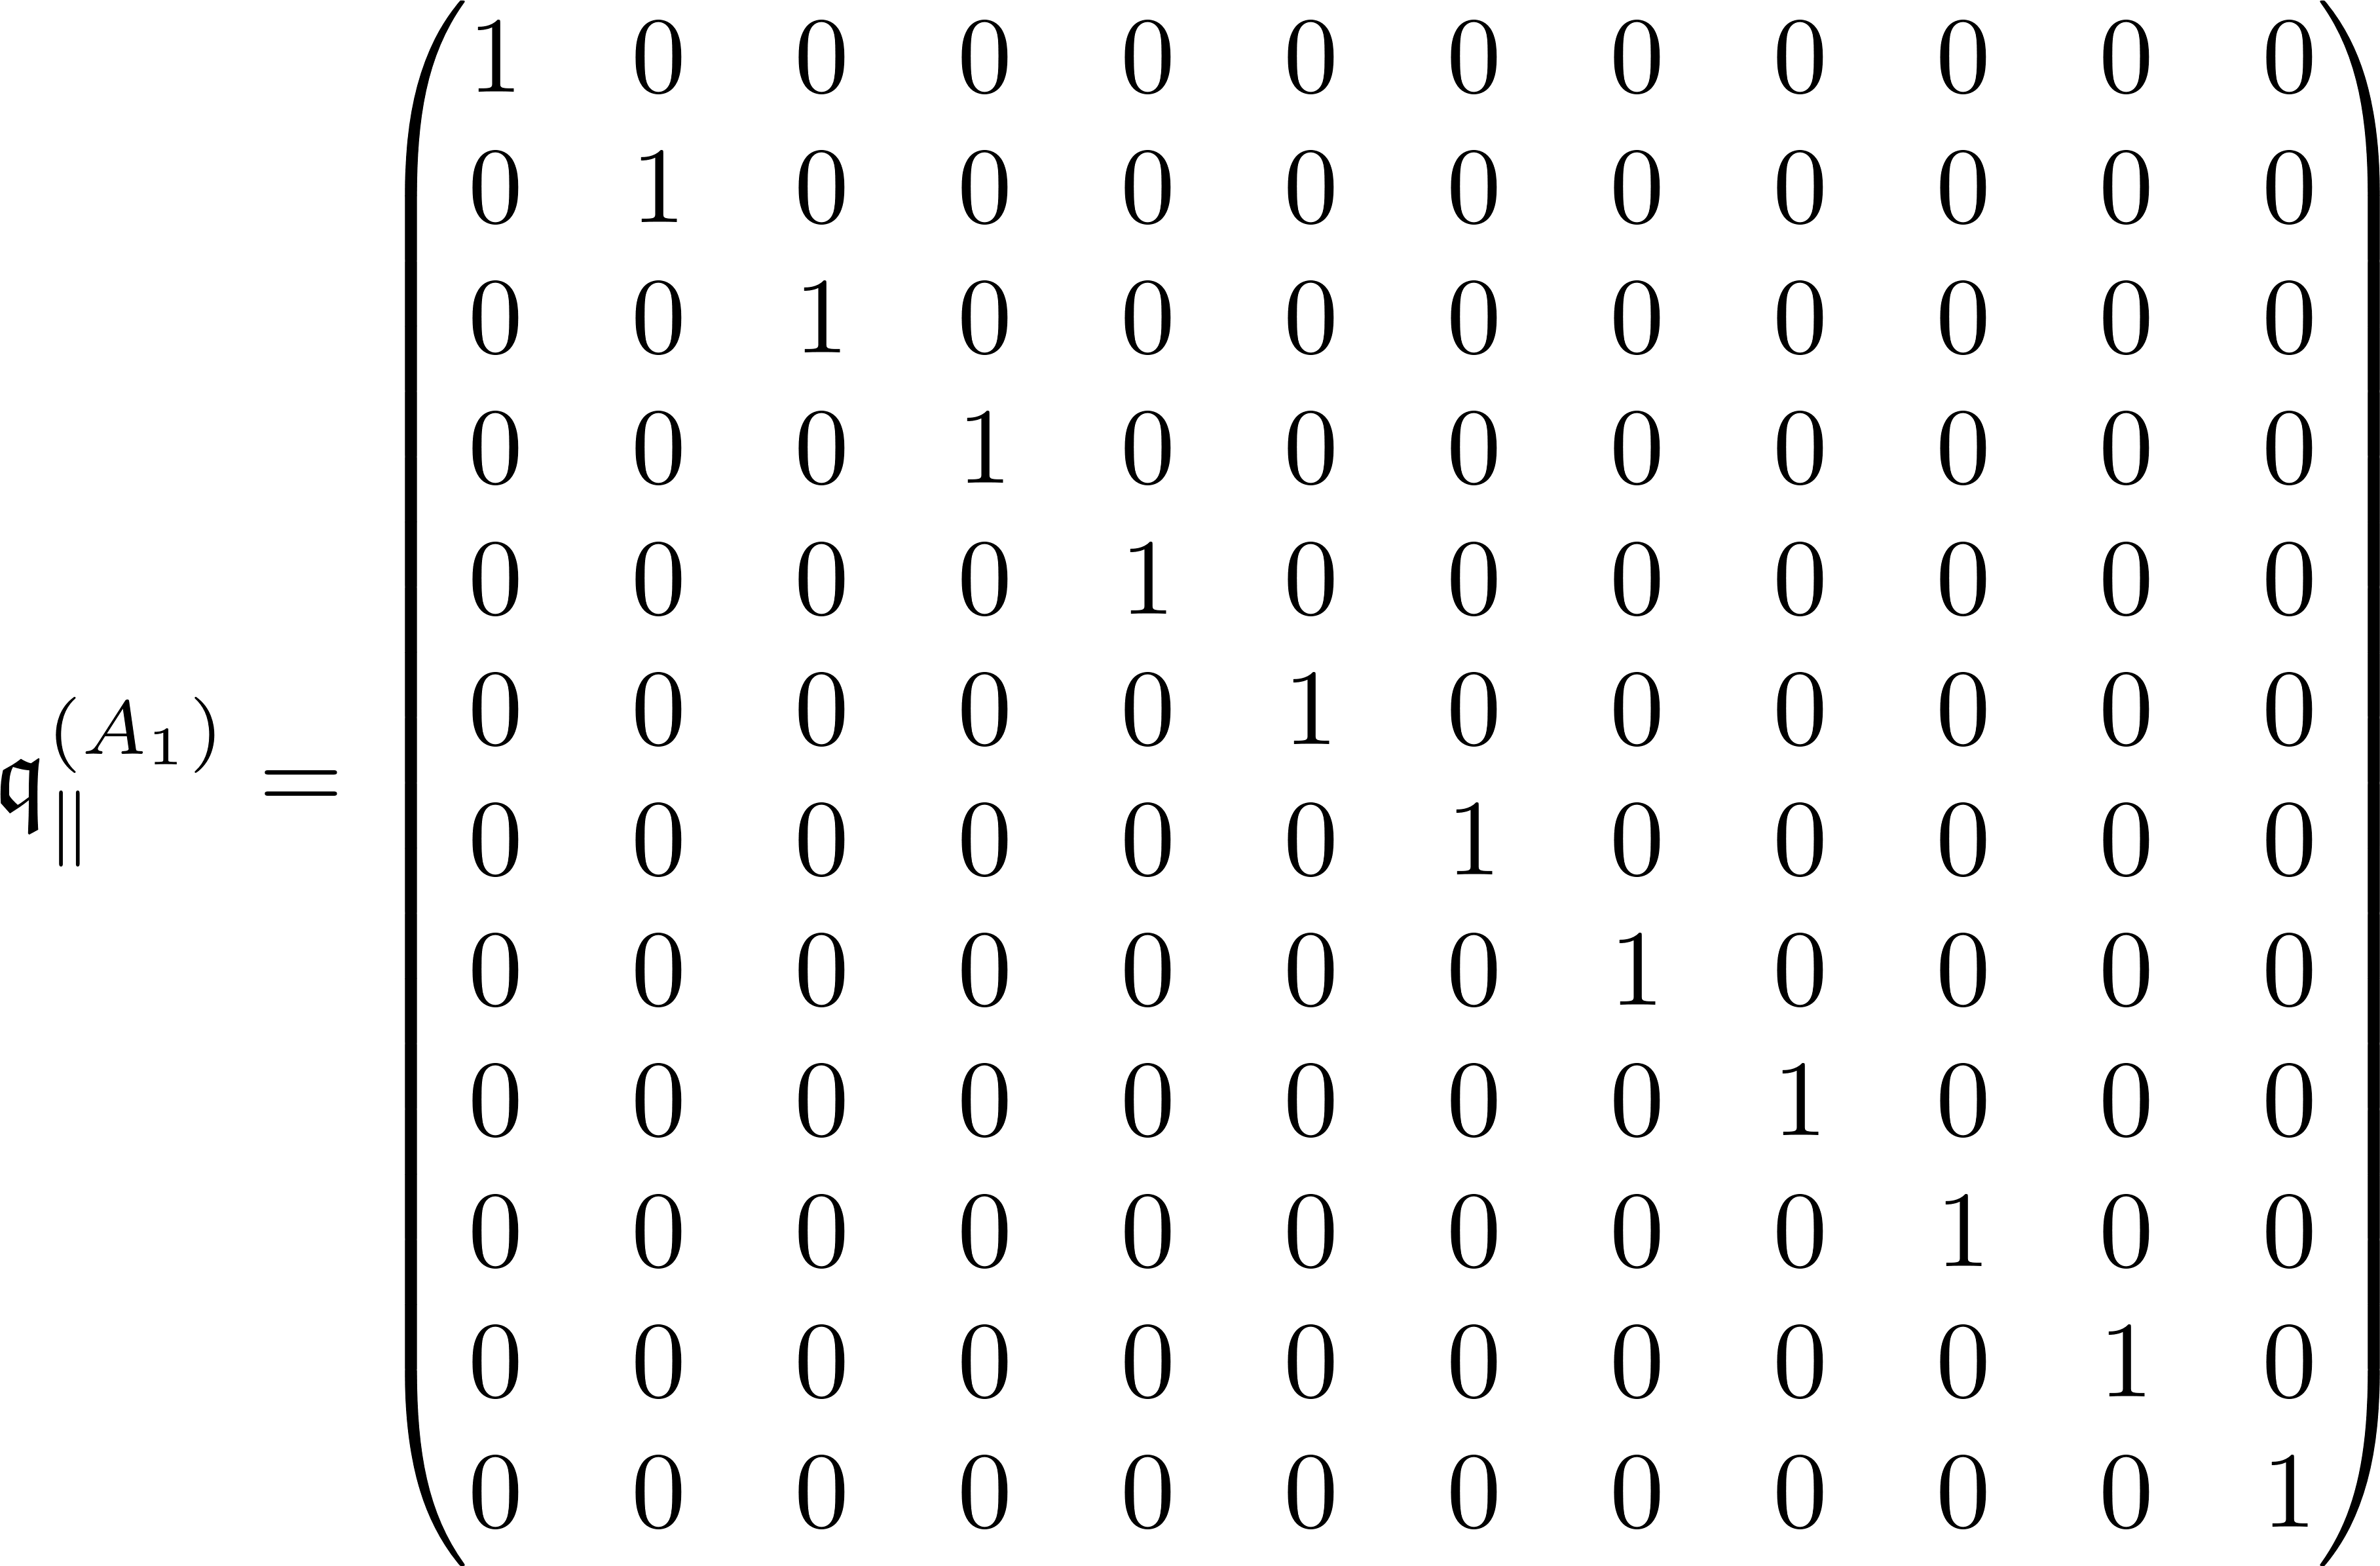 1 0 0 0 0 0 0 0 0 0 0 0
0 1 0 0 0 0 0 0 0 0 0 0
0 0 1 0 0 0 0 0 0 0 0 0
0 0 0 1 0 0 0 0 0 0 0 0
0 0 0 0 1 0 0 0 0 0 0 0
0 0 0 0 0 1 0 0 0 0 0 0
𝔮∥(A₁) = 0 0 0 0 0 0 1 0 0 0 0 0
0 0 0 0 0 0 0 1 0 0 0 0
0 0 0 0 0 0 0 0 1 0 0 0
0 0 0 0 0 0 0 0 0 1 0 0
0 0 0 0 0 0 0 0 0 0 1 0
0 0 0 0 0 0 0 0 0 0 0 1